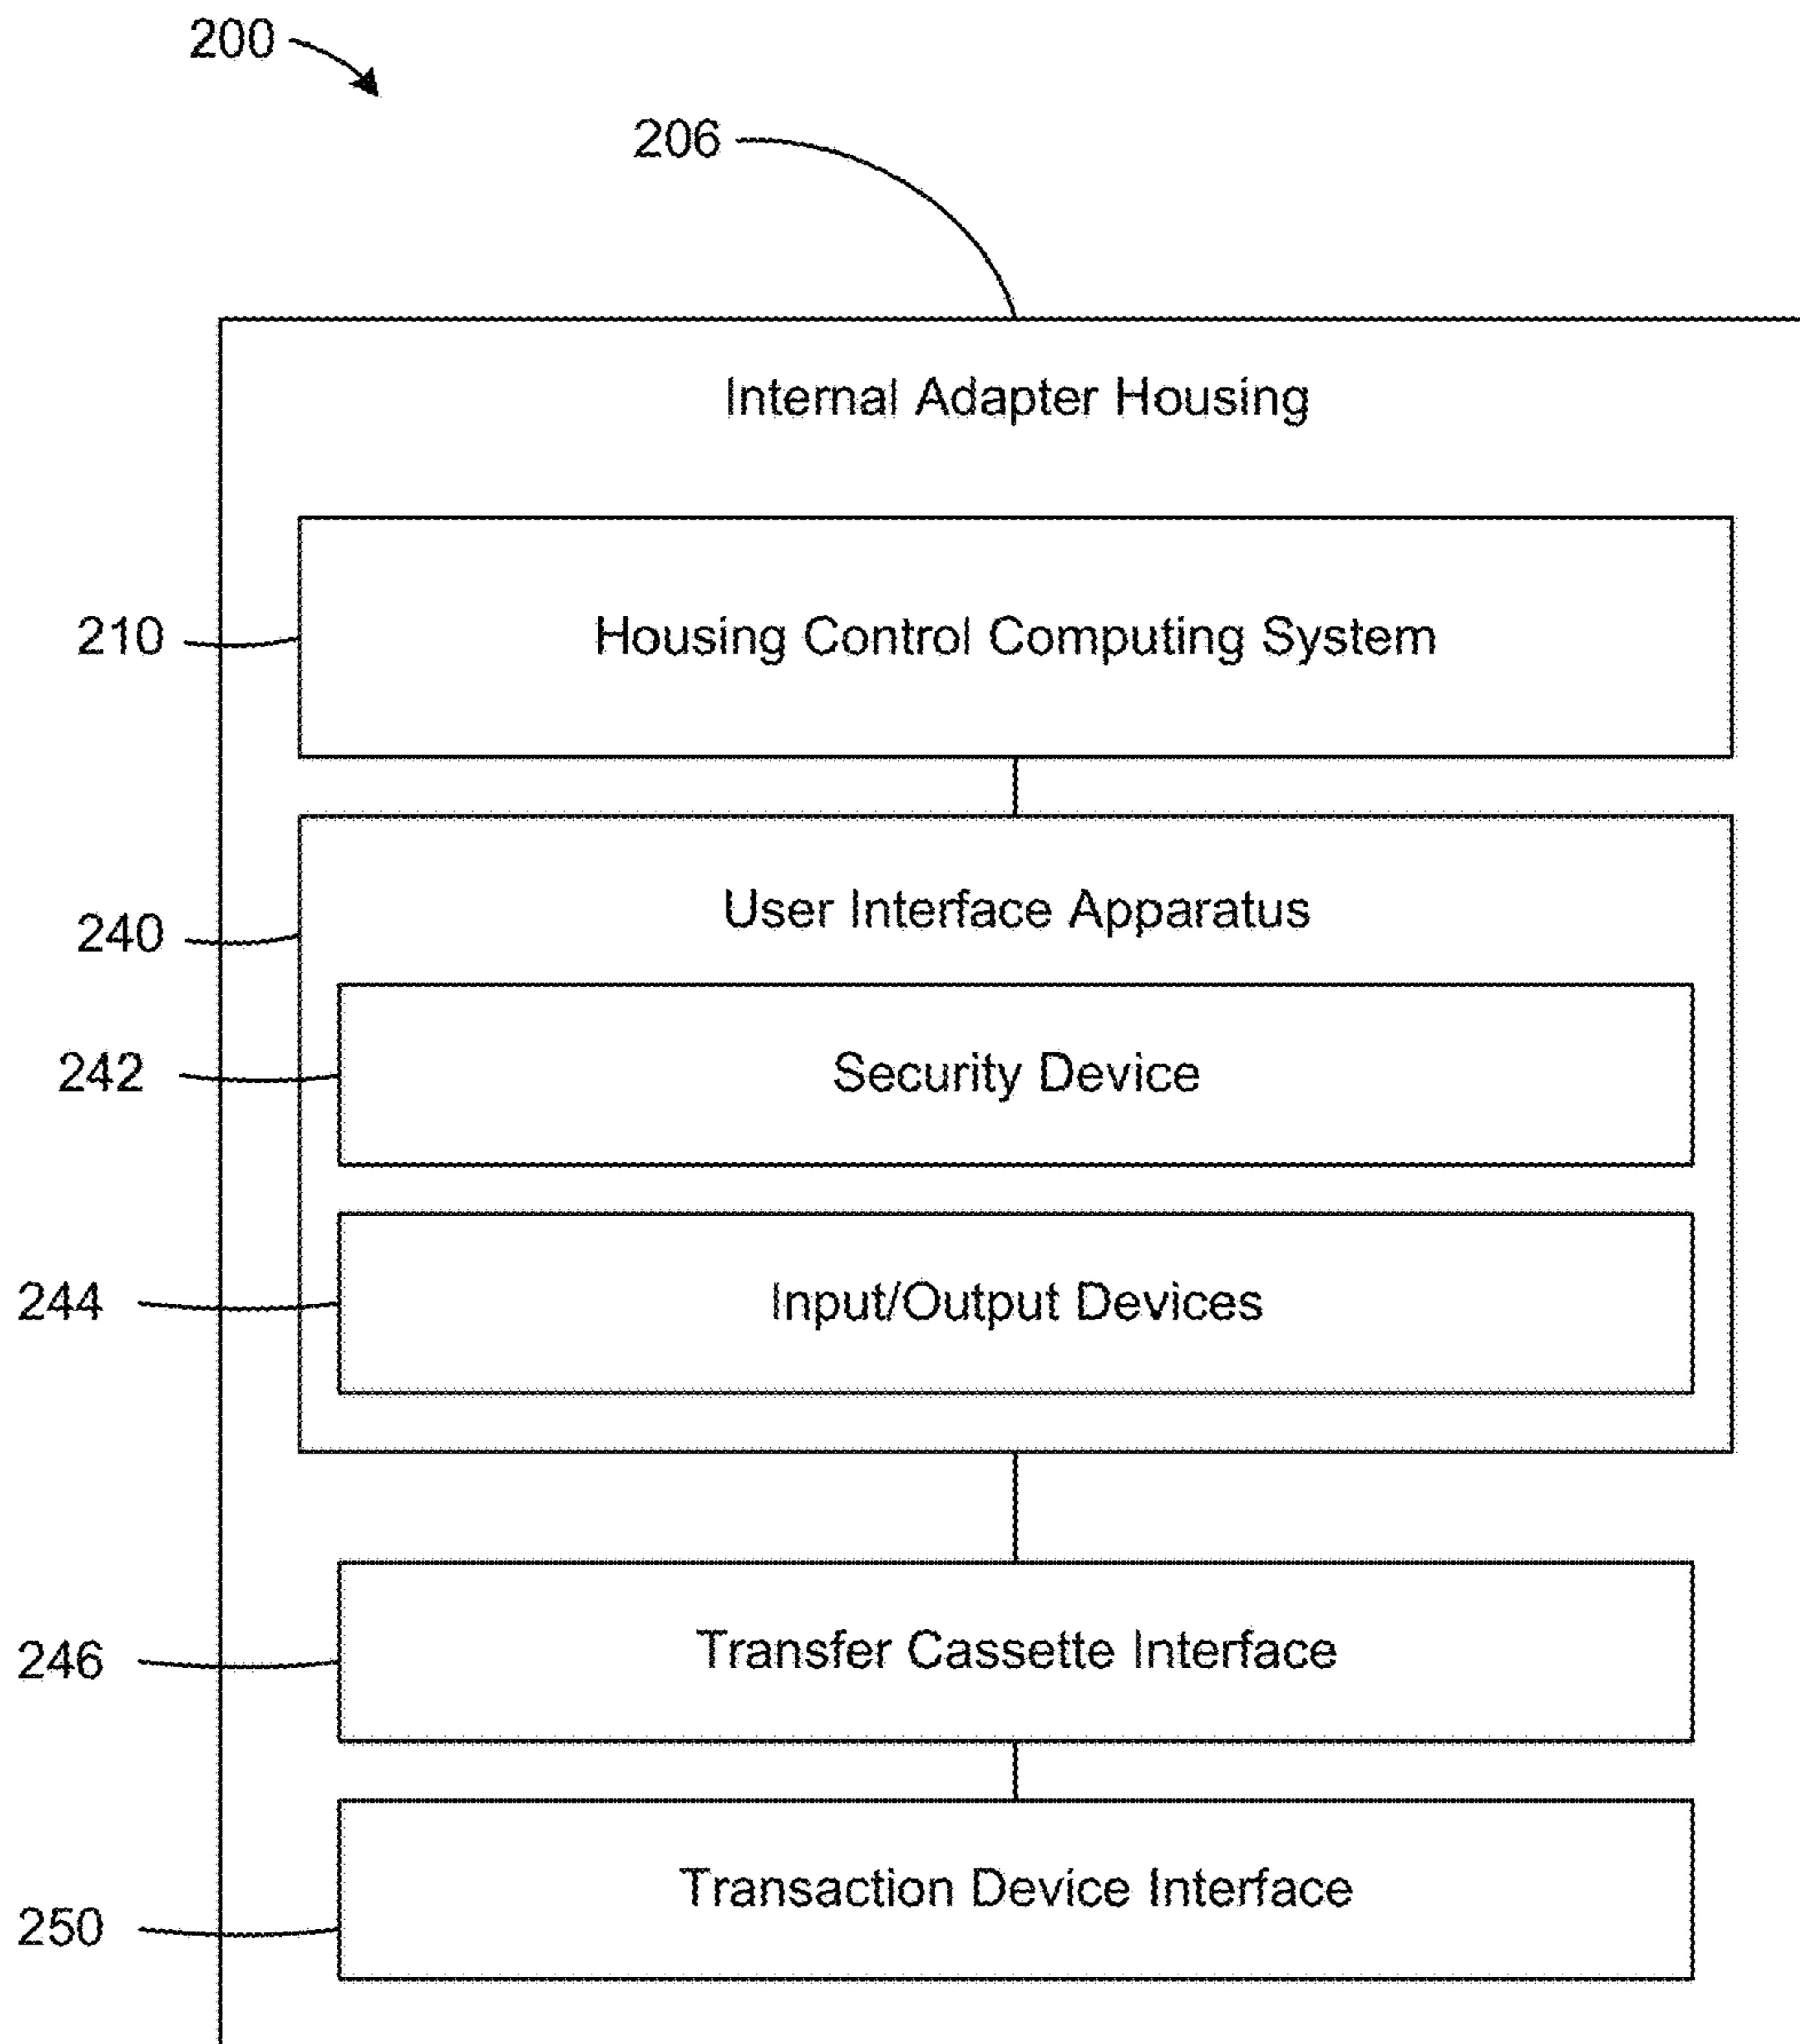 200
206
Internal Adapter Housing
210
Housing Control Computing System
User Interface Apparatus
240
242
Security Device
244
Input/Output Devices
246
Transfer Cassette Interface
Transaction Device Interface
250